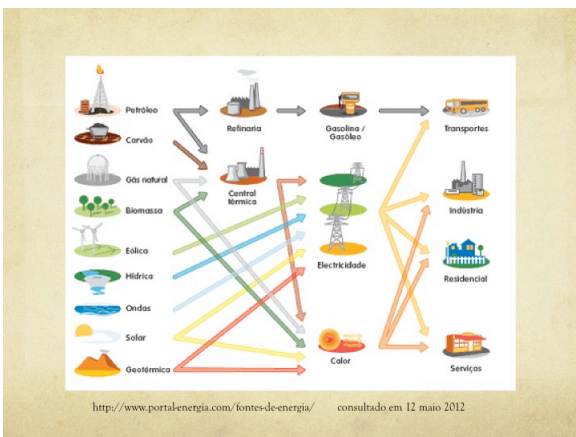 Petróleo
Carvão
Gás natural
Biomassa
Eólica
Hídrica
Ondas
Solar
Geotérmica
Refinaria
Central
térmica
Gasolina /
Gasóleo
Electricidade
Calor
Transportes
Indústria
Residencial
Serviços
http://www.portal-energia.com/fontes-de-energia/ consultado em 12 maio 2012